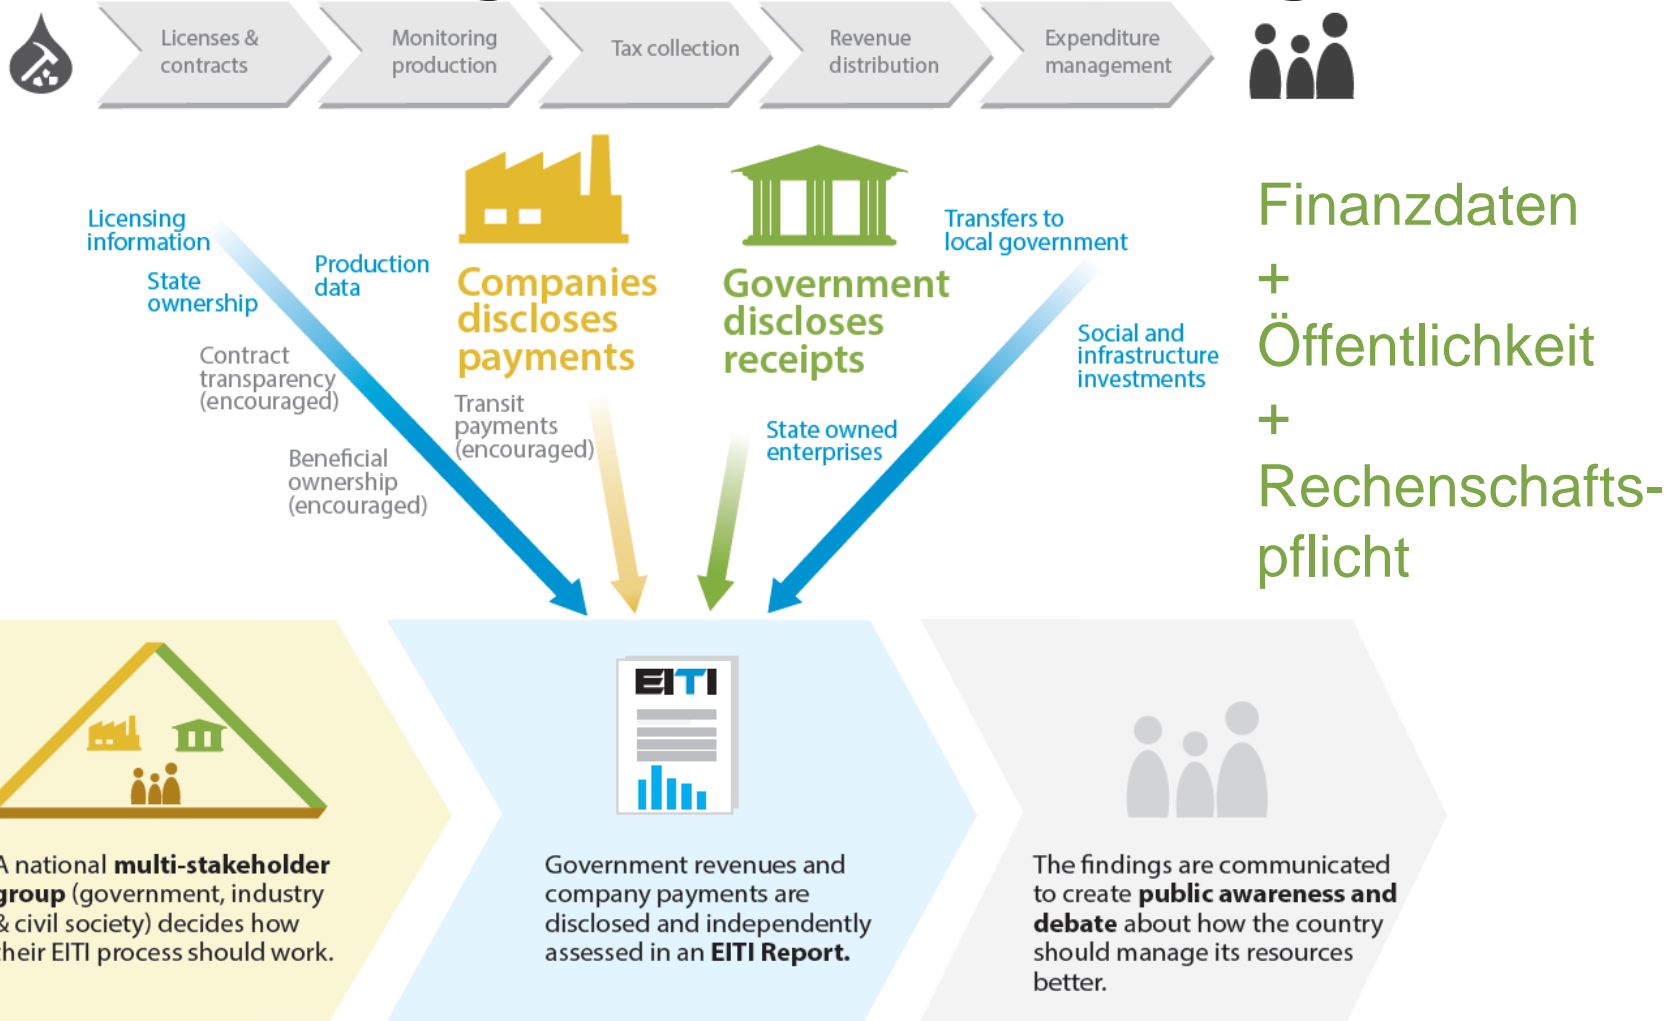 Licenses &
contracts
Monitoring
production
Tax collection
Revenue
distribution
Expenditure
management
Licensing
information
State
ownership
Production
data
Contract
transparency
(encouraged)
Beneficial
ownership
(encouraged)
Companies
discloses
payments
Transit
payments
(encouraged)
Government
discloses
receipts
State owned
enterprises
Transfers to
local government
Social and
infrastructure
investments
Finanzdaten
+
Öffentlichkeit
+
Rechenschafts-
pflicht
A national multi-stakeholder
group (government, industry
& civil society) decides how
their EITI process should work.
EITI
Government revenues and
company payments are
disclosed and independently
assessed in an EITI Report.
The findings are communicated
to create public awareness and
debate about how the country
should manage its resources
better.